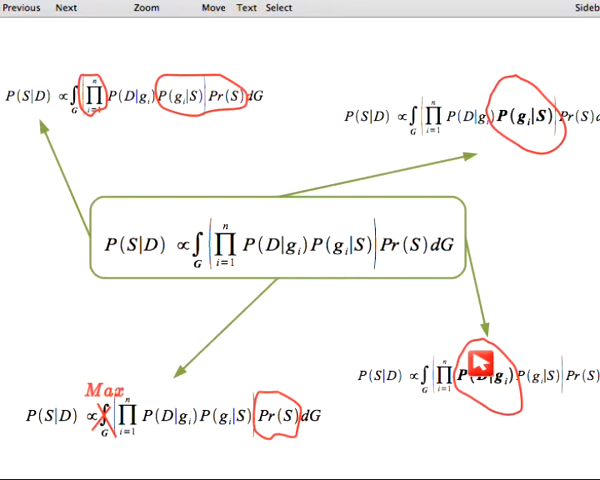 Previous Next Zoom Move Text Select Sideb
P(S|D) ∝∫_G |∏_{i=1}^{n} P(D|g_i)P(g_i|S)|Pr(S)dG
P(S|D) ∝∫_G |∏_{i=1}^{n} P(D|g_i)P(g_i|S)|Pr(S)d
P(S|D) ∝∫_G |∏_{i=1}^{n} P(D|g_i)P(g_i|S)|Pr(S)dG
P(S|D) ∝∫_G |∏_{i=1}^{n} P(D|g_i)P(g_i|S)|Pr(S)
Max
P(S|D) ∝∫_G |∏_{i=1}^{n} P(D|g_i)P(g_i|S) Pr(S)dG